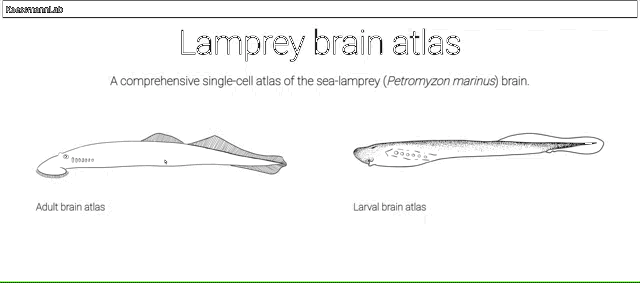 KaessmannLab
Lamprey brain atlas
A comprehensive single-cell atlas of the sea-lamprey (Petromyzon marinus) brain.
Adult brain atlas
Larval brain atlas